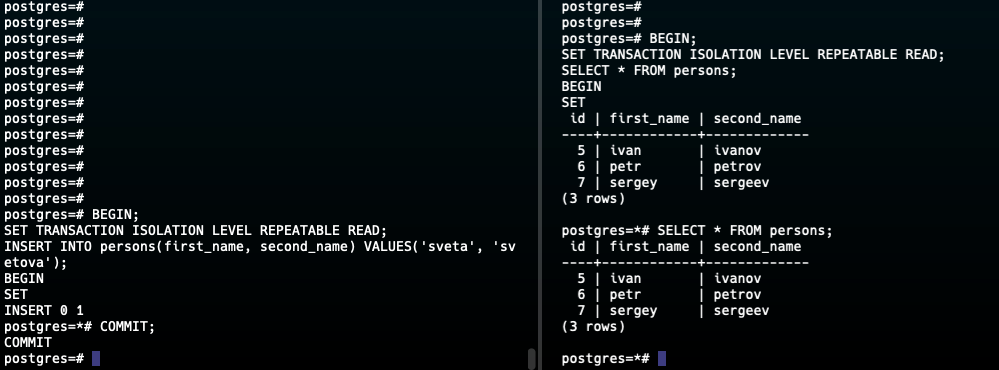 postgres=#
postgres=#
postgres=#
postgres=#
postgres=#
postgres=#
postgres=#
postgres=#
postgres=#
postgres=#
postgres=#
postgres=#
postgres=#
postgres=# BEGIN;
SET TRANSACTION ISOLATION LEVEL REPEATABLE READ;
INSERT INTO persons(first_name, second_name) VALUES('sveta', 'sv
etova');
BEGIN
SET
INSERT 0 1
postgres=*# COMMIT;
COMMIT
postgres=#
postgres=#
postgres=#
postgres=# BEGIN;
SET TRANSACTION ISOLATION LEVEL REPEATABLE READ;
SELECT * FROM persons;
BEGIN
SET
 id | first_name | second_name
----+------------+-------------
  5 | ivan       | ivanov
  6 | petr       | petrov
  7 | sergey     | sergeev
(3 rows)

postgres=*# SELECT * FROM persons;
 id | first_name | second_name
----+------------+-------------
  5 | ivan       | ivanov
  6 | petr       | petrov
  7 | sergey     | sergeev
(3 rows)

postgres=*#